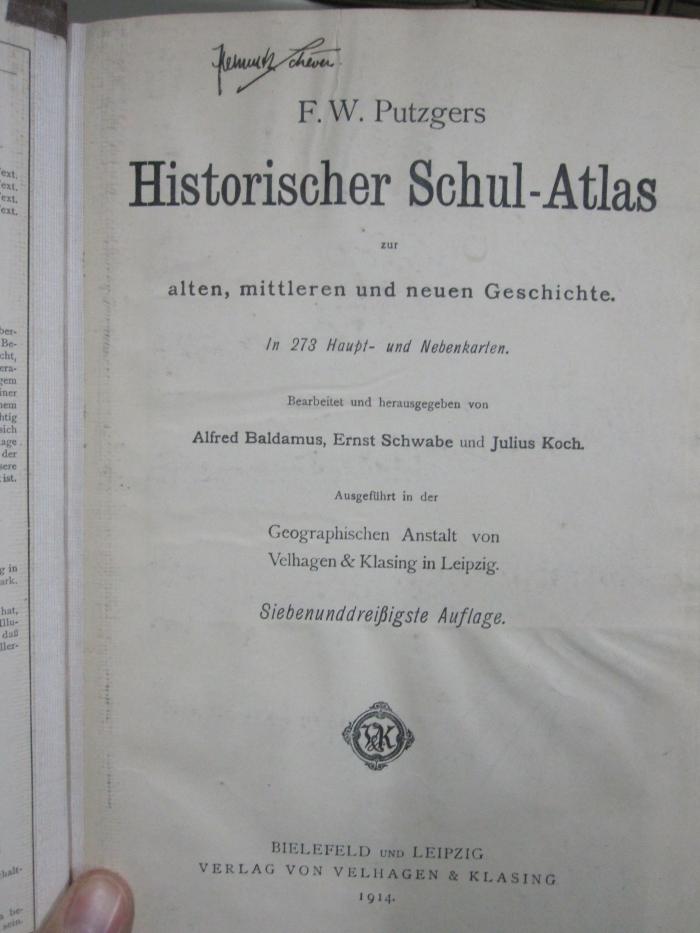 Helmuth Scheuer
F. W. Putzgers
Historischer Schul-Atlas
zur
alten, mittleren und neuen Geschichte.
In 273 Haupt- und Nebenkarten.
Bearbeitet und herausgegeben von
Alfred Baldamus, Ernst Schwabe und Julius Koch.
Ausgeführt in der
Geographischen Anstalt von
Velhagen & Klasing in Leipzig.
Siebenunddreißigste Auflage.
V&K
BIELEFELD UND LEIPZIG
VERLAG VON VELHAGEN & KLASING
1914.